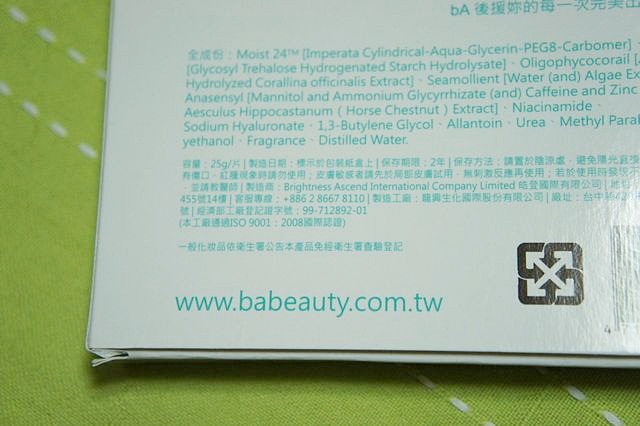 bA 後援妳的每一次完美出
全成份：Moist 24™ [Imperata Cylindrical-Aqua-Glycerin-PEG8-Carbomer]、
[Glycosyl Trehalose Hydrogenated Starch Hydrolysate]、Oligophycocorail [A
Hydrolyzed Corallina officinalis Extract]、Seamollient [Water (and) Algae Ex
Anasensyl [Mannitol and Ammonium Glycyrrhizate (and) Caffeine and Zinc
Aesculus Hippocastanum ( Horse Chestnut ) Extract]、Niacinamide、
Sodium Hyaluronate、1,3-Butylene Glycol、Allantoin、Urea、Methyl Paral
yethanol、Fragrance、Distilled Water.
容量：25g/片 | 製造日期：標示於包裝紙盒上 | 保存期限：2年 | 保存方法：請置於陰涼處，避免陽光直
有傷口、紅腫現象時請勿使用；皮膚敏感者請先於局部皮膚試用，無刺激反應再使用；若於使用時發現
，並請教醫師 | 製造商：Brightness Ascend International Company Limited 皓登國際有限公司 | 地址
455號14樓 | 客服專線：+886 2 8667 8110 | 製造工廠：龍興生化國際股份有限公司 | 廠址：台中
號 | 經濟部工廠登記證字號：99-712892-01
(本工廠通過ISO 9001：2008國際認證)
一般化妝品依衛生署公告本產品免經衛生署查驗登記
www.babeauty.com.tw